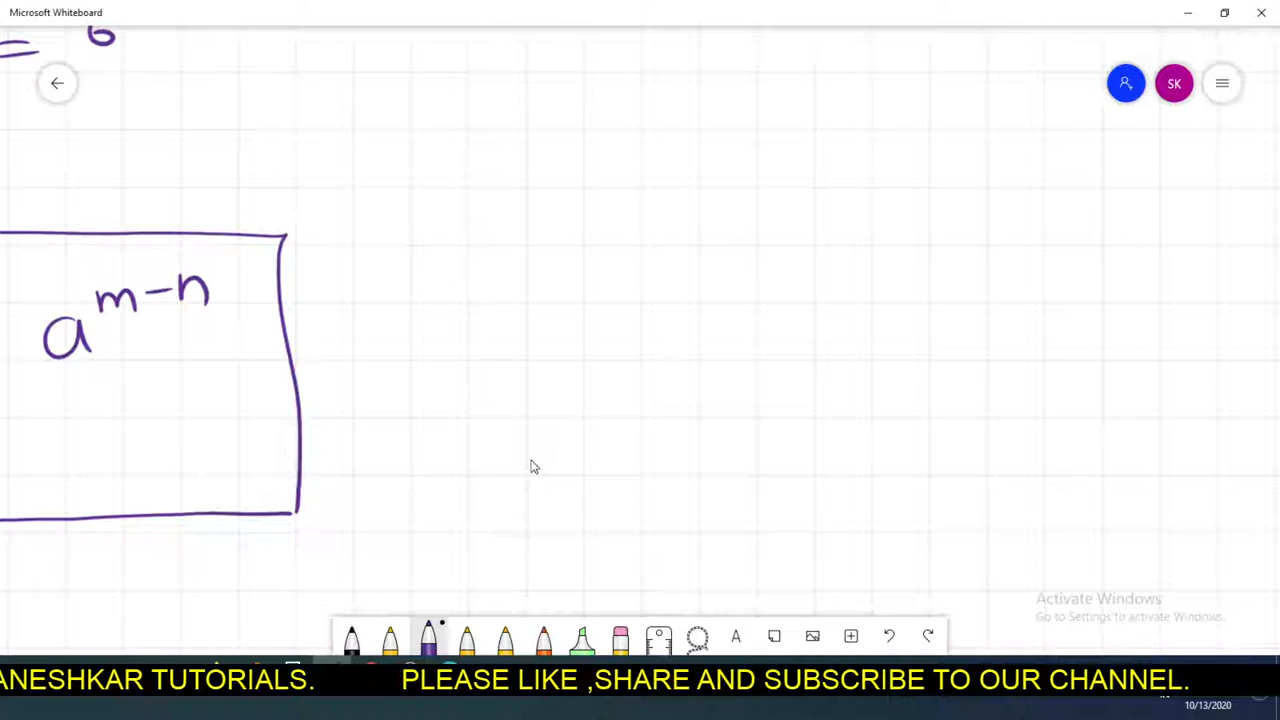 Microsoft Whiteboard
= 6
SK
a^{m-n}
Activate Windows
Go to Settings to activate Windows.
A
ANESHKAR TUTORIALS. PLEASE LIKE ,SHARE AND SUBSCRIBE TO OUR CHANNEL.
10/13/2020